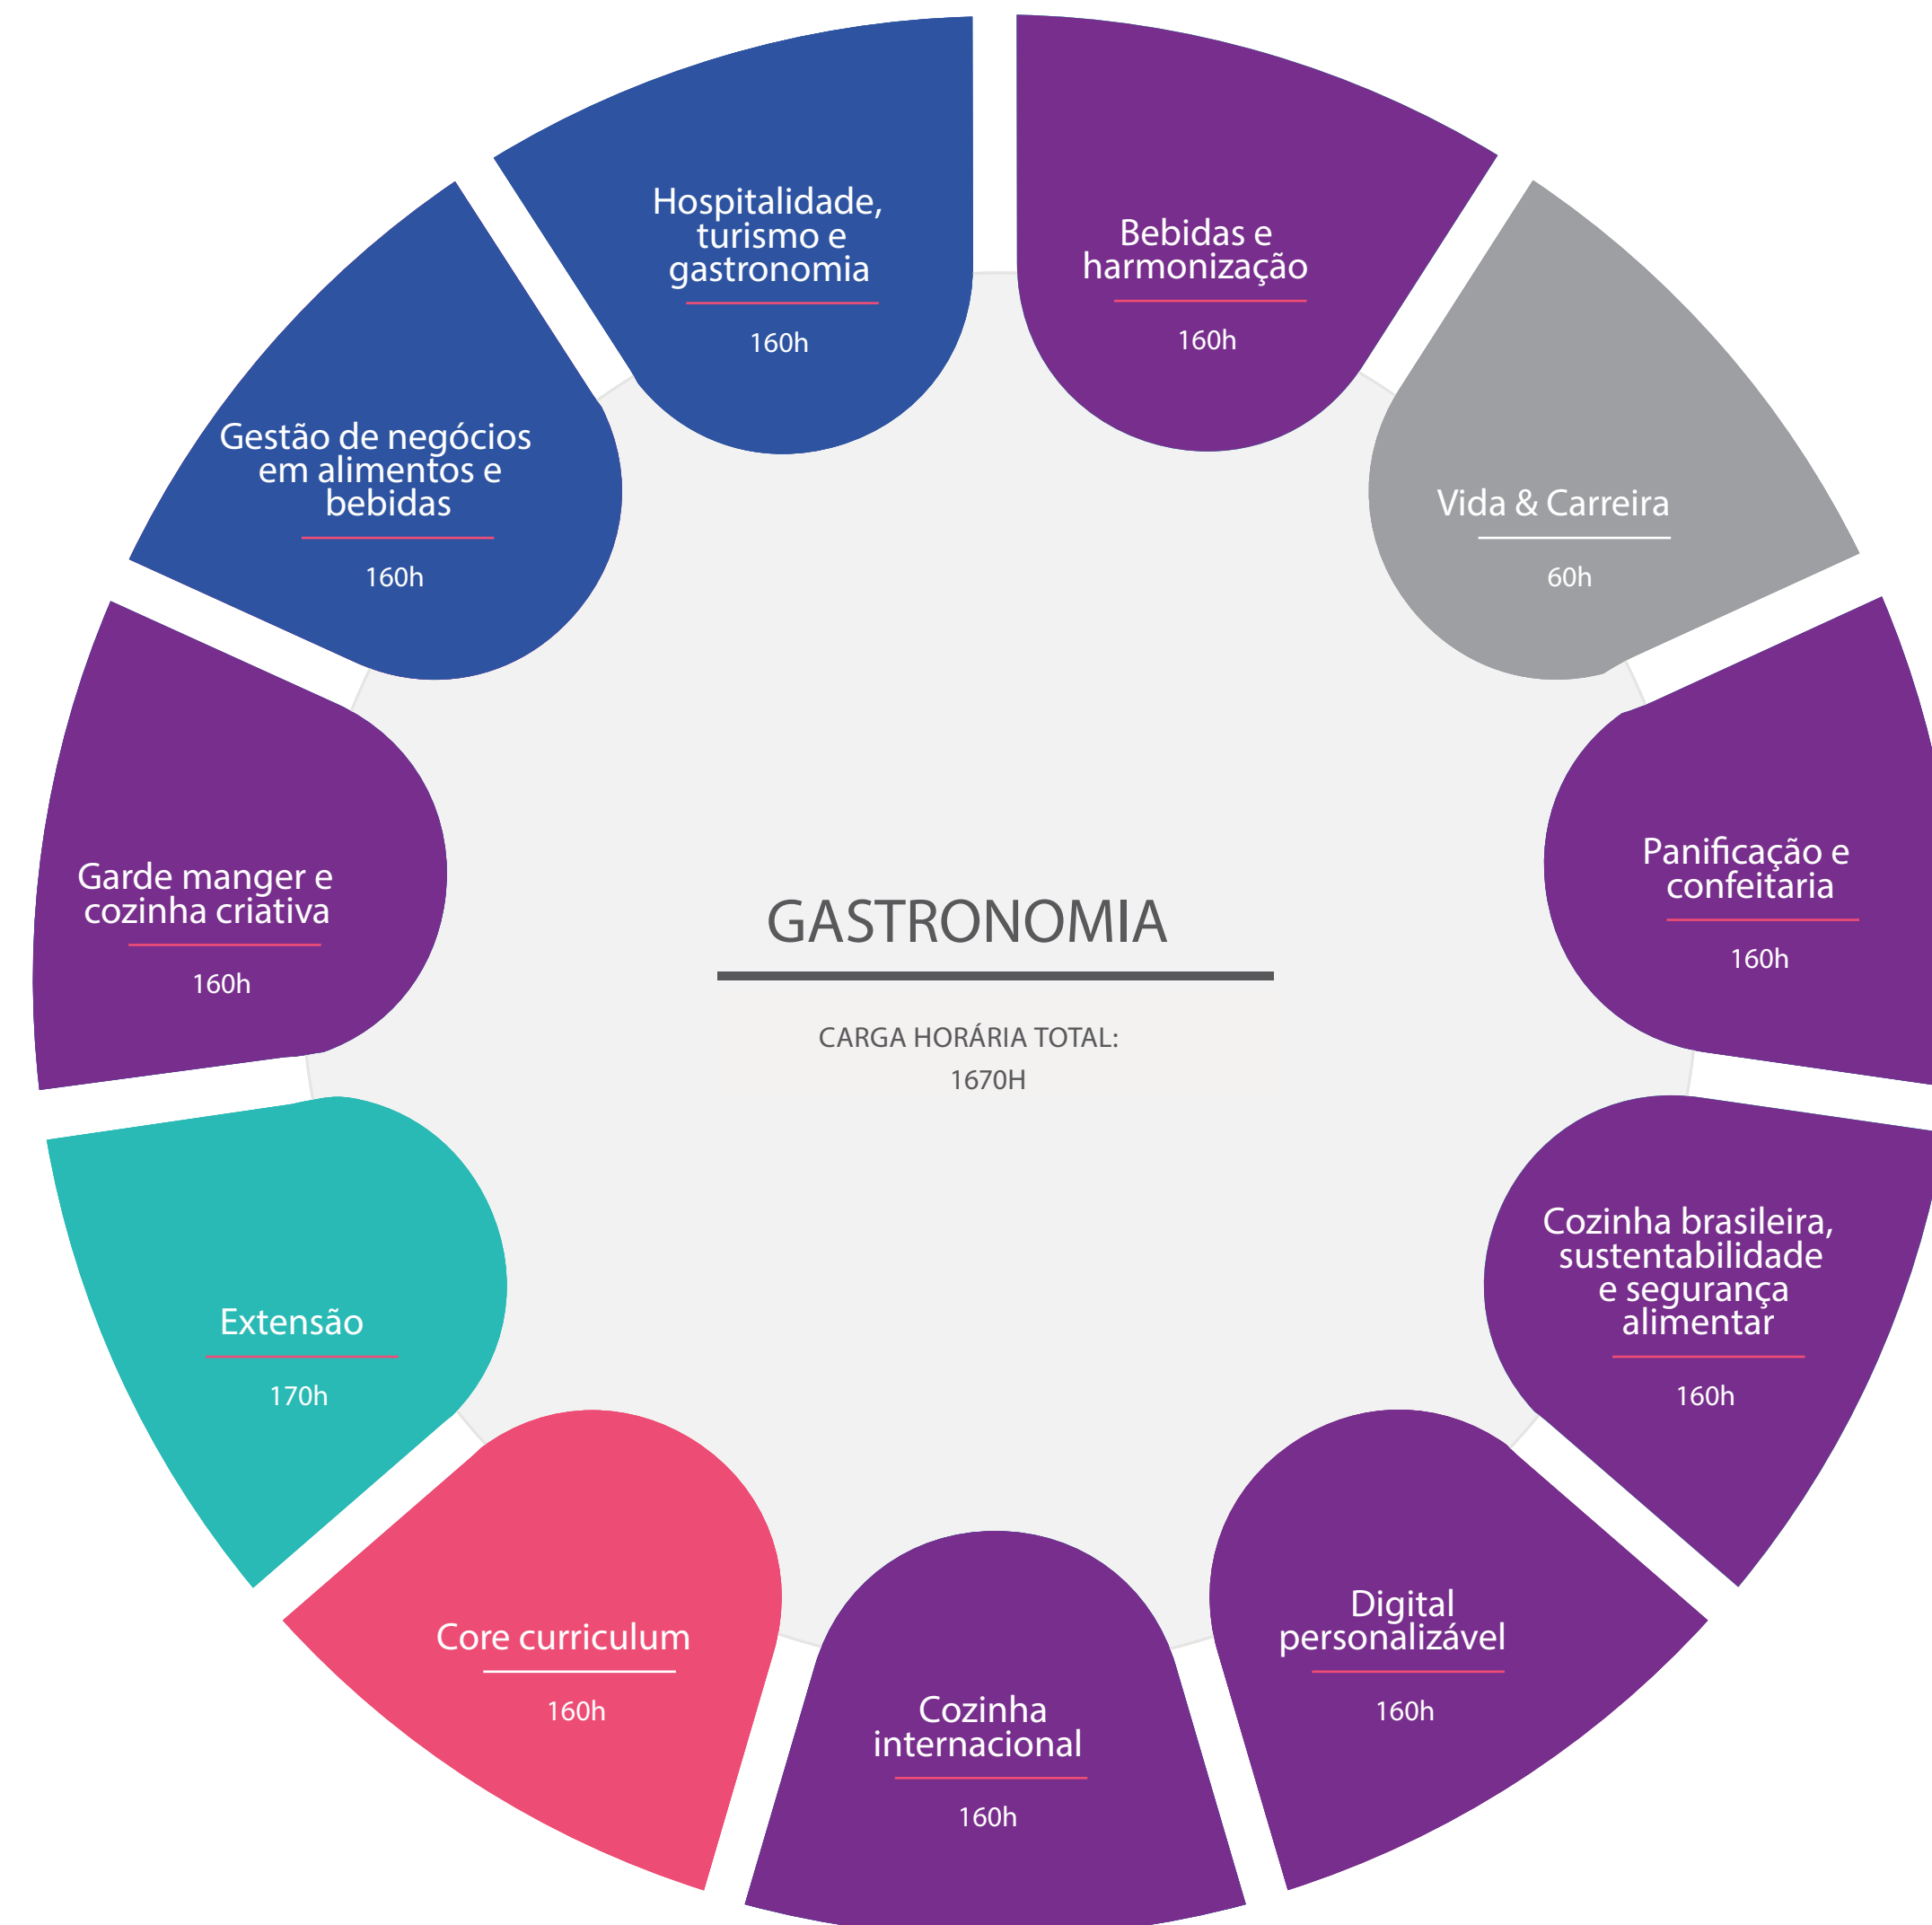 Hospitalidade,
turismo e
gastronomia
160h
Bebidas e
harmonização
160h
Vida & Carreira
60h
Panificação e
confeitaria
160h
Cozinha brasileira,
sustentabilidade
e segurança
alimentar
160h
Digital
personalizável
160h
Cozinha
internacional
160h
Core curriculum
160h
Extensão
170h
Garde manger e
cozinha criativa
160h
Gestão de negócios
em alimentos e
bebidas
160h
GASTRONOMIA
CARGA HORÁRIA TOTAL:
1670H